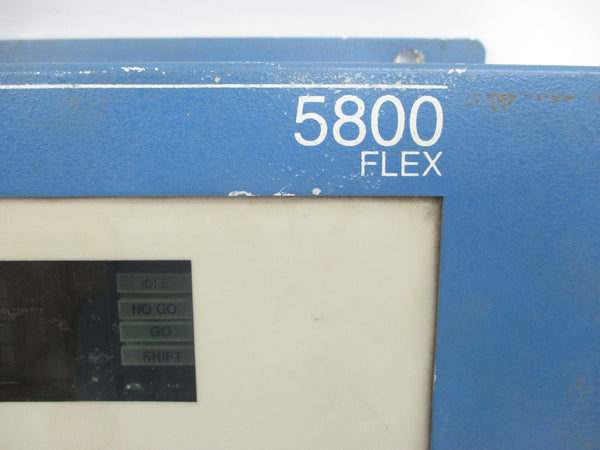 5800
FLEX
IDLE
NO GO
GO
SHIFT